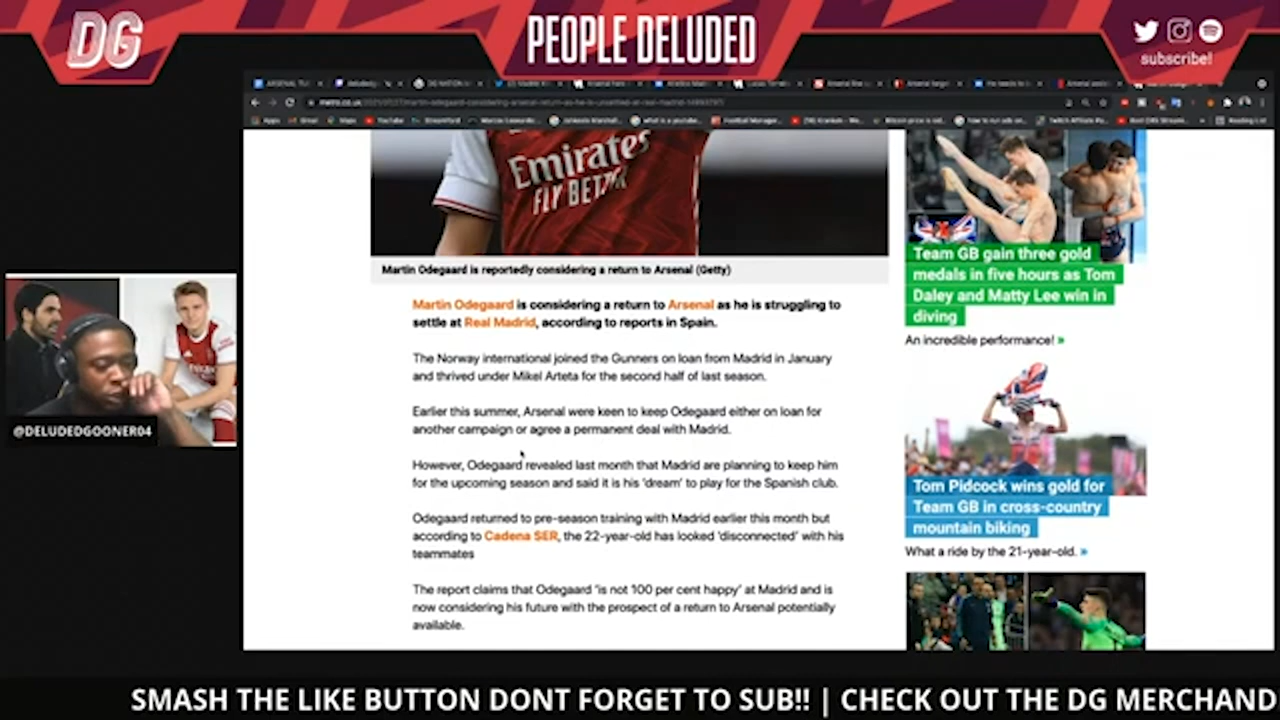 DG
PEOPLE DELUDED
subscribe!
Emirates
FLY BETTER
Martin Odegaard is reportedly considering a return to Arsenal (Getty)
Martin Odegaard is considering a return to Arsenal as he is struggling to
settle at Real Madrid, according to reports in Spain.
The Norway international joined the Gunners on loan from Madrid in January
and thrived under Mikel Arteta for the second half of last season.
Earlier this summer, Arsenal were keen to keep Odegaard either on loan for
another campaign or agree a permanent deal with Madrid.
However, Odegaard revealed last month that Madrid are planning to keep him
for the upcoming season and said it is his ‘dream’ to play for the Spanish club.
Odegaard returned to pre-season training with Madrid earlier this month but
according to Cadena SER, the 22-year-old has looked ‘disconnected’ with his
teammates
The report claims that Odegaard ‘is not 100 per cent happy’ at Madrid and is
now considering his future with the prospect of a return to Arsenal potentially
available.
Team GB gain three gold
medals in five hours as Tom
Daley and Matty Lee win in
diving
An incredible performance! »
Tom Pidcock wins gold for
Team GB in cross-country
mountain biking
What a ride by the 21-year-old. »
@DELUDEDGOONER04
SMASH THE LIKE BUTTON DONT FORGET TO SUB!! | CHECK OUT THE DG MERCHAND